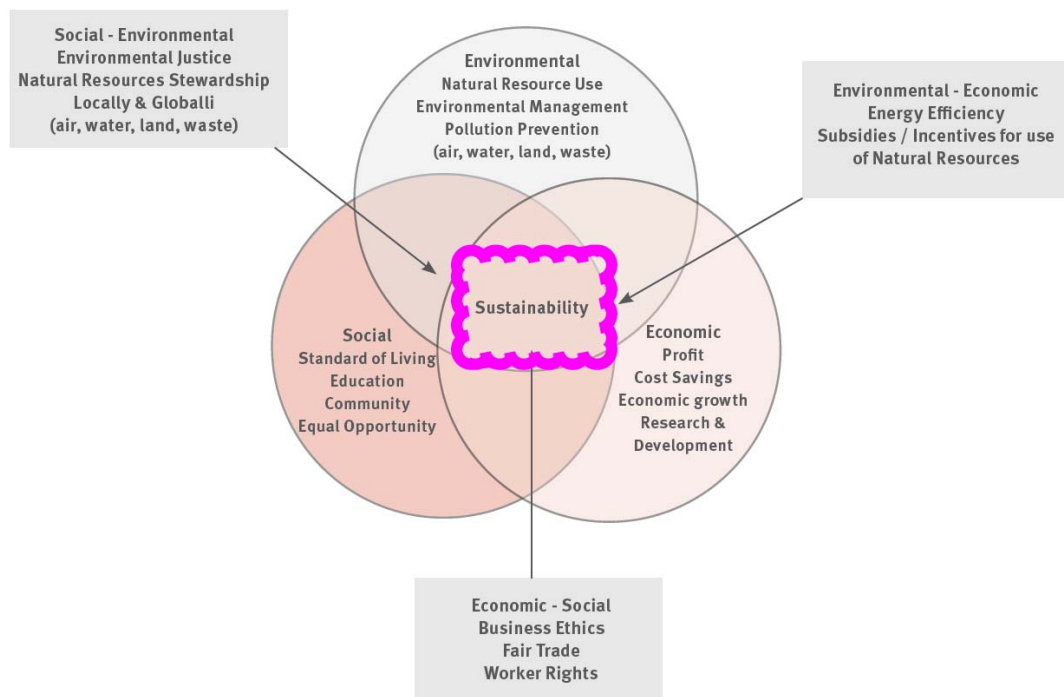 Social - Environmental
Environmental Justice
Natural Resources Stewardship
Locally & Globalli
(air, water, land, waste)
Environmental
Natural Resource Use
Environmental Management
Pollution Prevention
(air, water, land, waste)
Environmental - Economic
Energy Efficiency
Subsidies / Incentives for use
of Natural Resources
Sustainability
Social
Standard of Living
Education
Community
Equal Opportunity
Economic
Profit
Cost Savings
Economic growth
Research &
Development
Economic - Social
Business Ethics
Fair Trade
Worker Rights